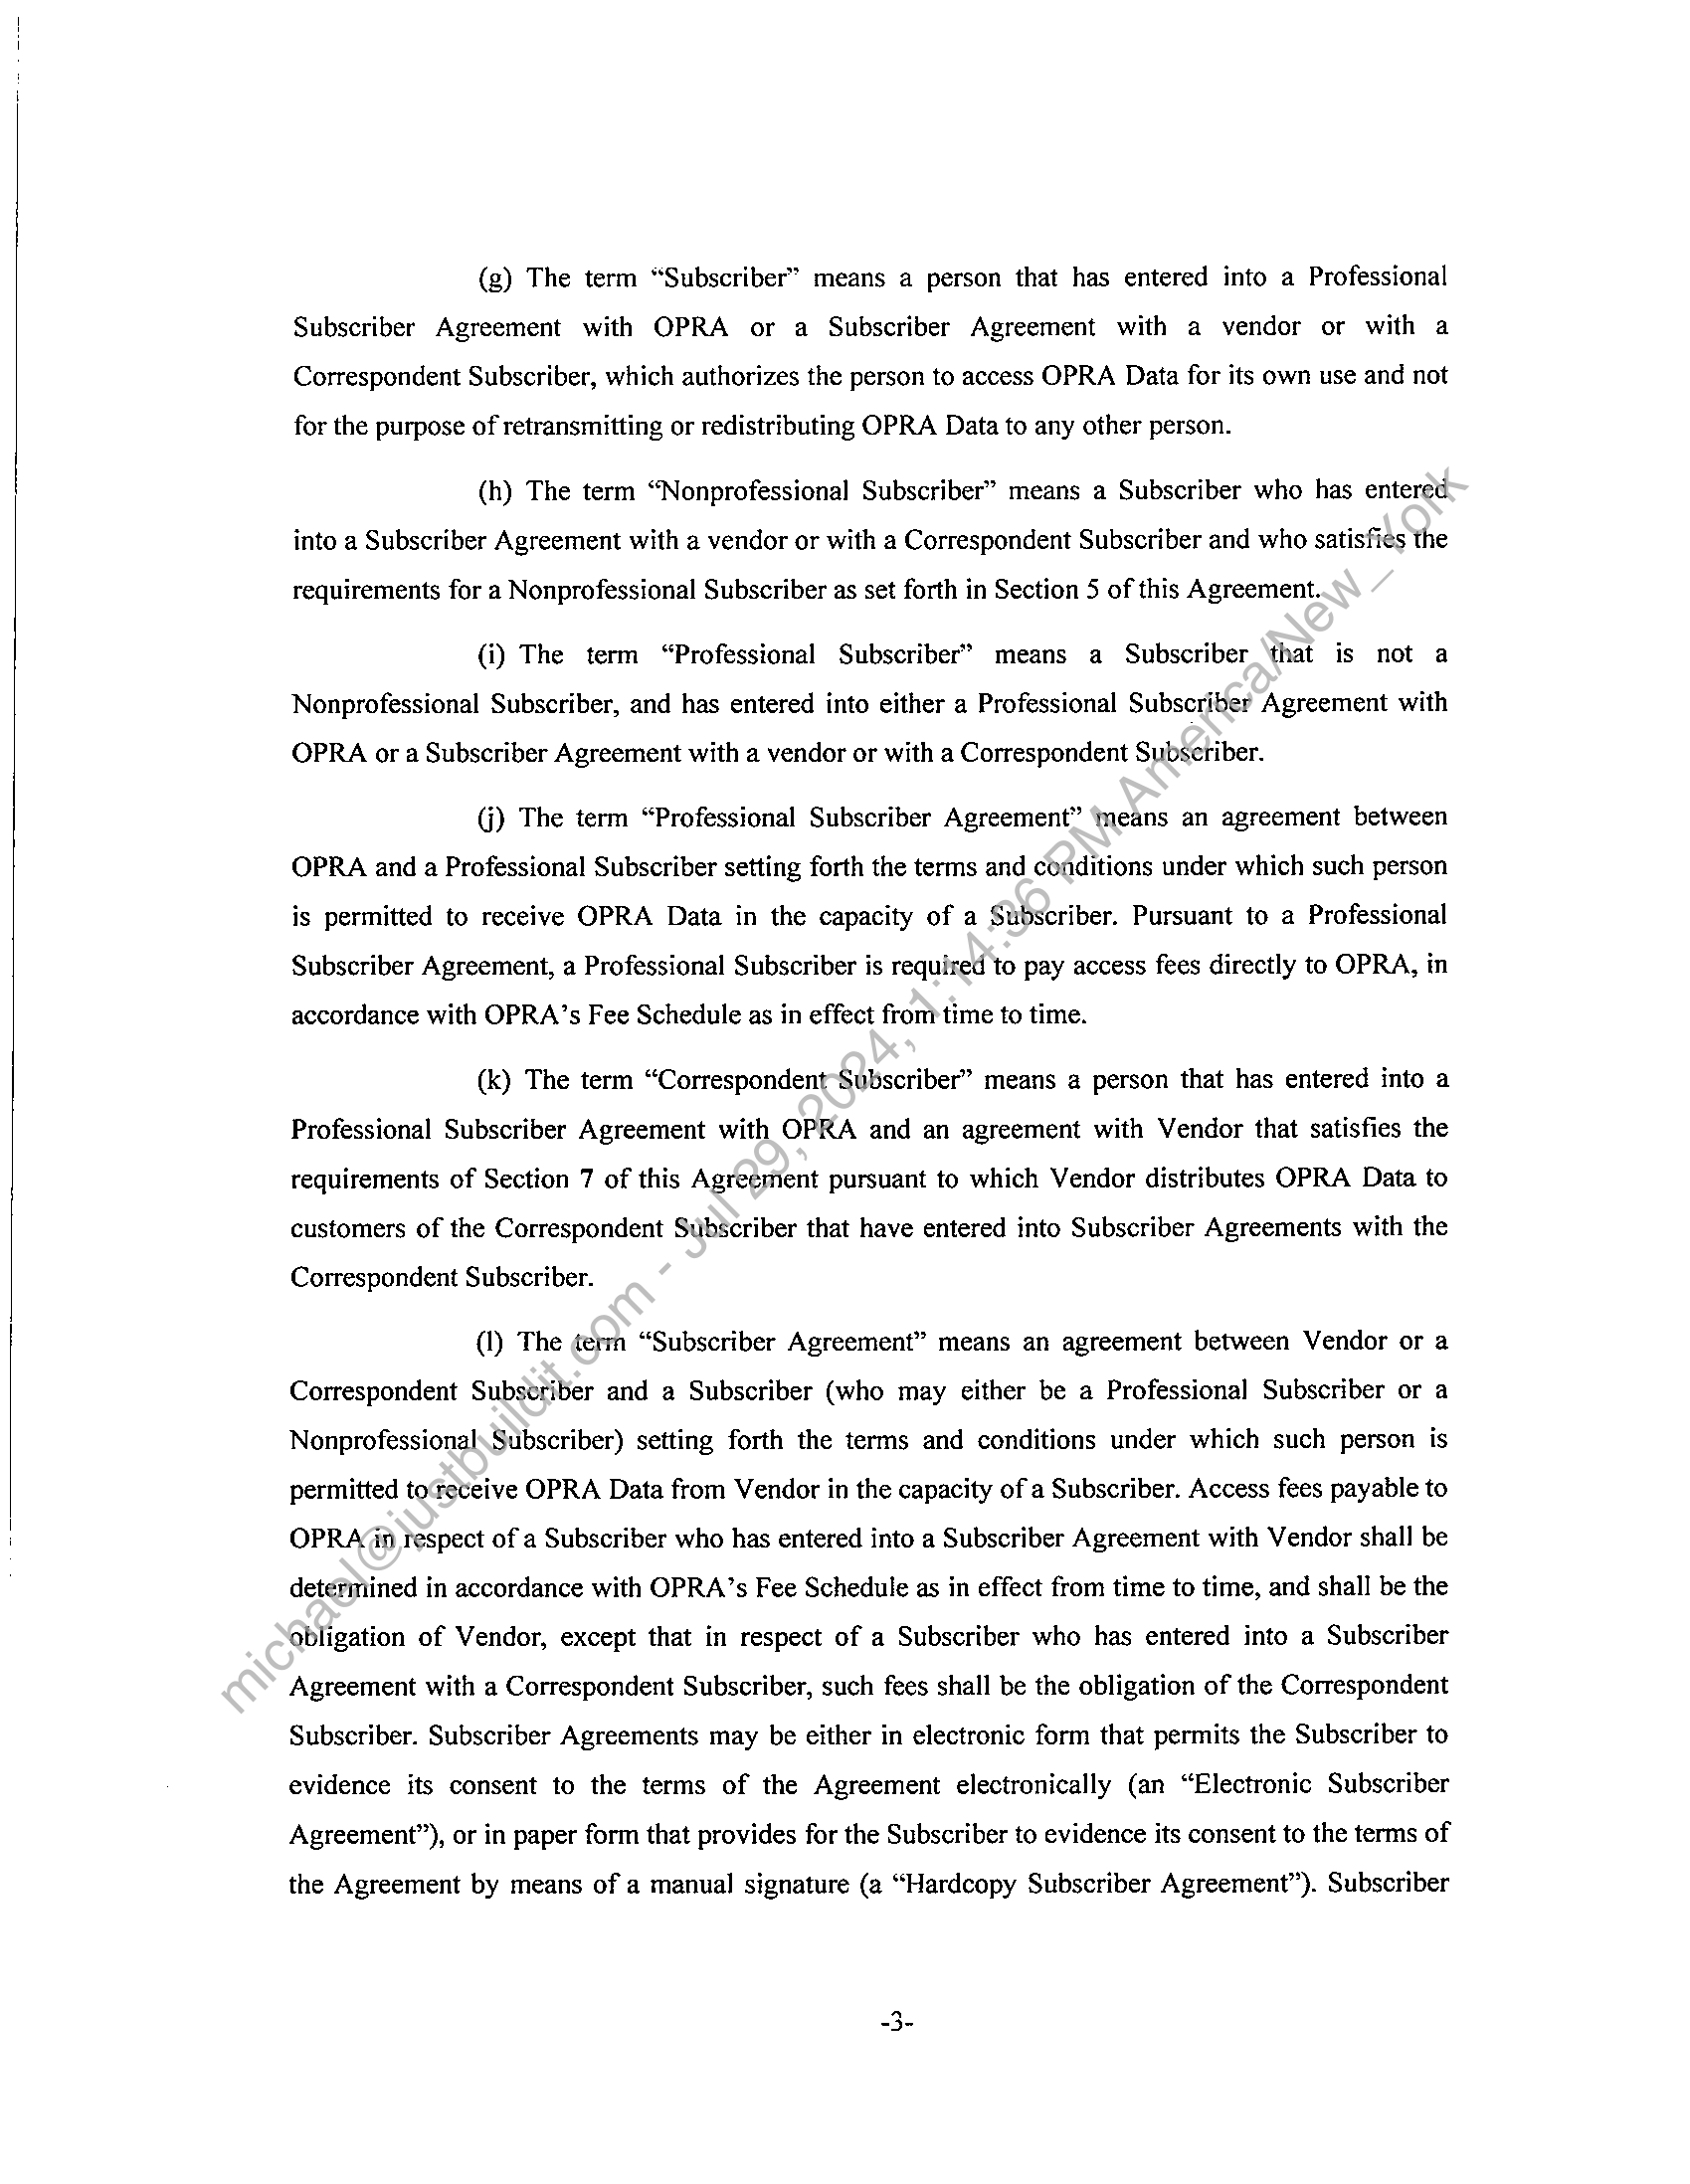 (g) The term “Subscriber” means a person that has entered into a Professional
Subscriber Agreement with OPRA or a Subscriber Agreement with a vendor or with a
Correspondent Subscriber, which authorizes the person to access OPRA Data for its own use and not
for the purpose of retransmitting or redistributing OPRA Data to any other person.
(h) The term “Nonprofessional Subscriber” means a Subscriber who has entered
into a Subscriber Agreement with a vendor or with a Correspondent Subscriber and who satisfies the
requirements for a Nonprofessional Subscriber as set forth in Section 5 of this Agreement.
(i) The term “Professional Subscriber” means a Subscriber that is not a
Nonprofessional Subscriber, and has entered into either a Professional Subscriber Agreement with
OPRA or a Subscriber Agreement with a vendor or with a Correspondent Subscriber.
(j) The term “Professional Subscriber Agreement” means an agreement between
OPRA and a Professional Subscriber setting forth the terms and conditions under which such person
is permitted to receive OPRA Data in the capacity of a Subscriber. Pursuant to a Professional
Subscriber Agreement, a Professional Subscriber is required to pay access fees directly to OPRA, in
accordance with OPRA’s Fee Schedule as in effect from time to time.
(k) The term “Correspondent Subscriber” means a person that has entered into a
Professional Subscriber Agreement with OPRA and an agreement with Vendor that satisfies the
requirements of Section 7 of this Agreement pursuant to which Vendor distributes OPRA Data to
customers of the Correspondent Subscriber that have entered into Subscriber Agreements with the
Correspondent Subscriber.
(l) The term “Subscriber Agreement” means an agreement between Vendor or a
Correspondent Subscriber and a Subscriber (who may either be a Professional Subscriber or a
Nonprofessional Subscriber) setting forth the terms and conditions under which such person is
permitted to receive OPRA Data from Vendor in the capacity of a Subscriber. Access fees payable to
OPRA in respect of a Subscriber who has entered into a Subscriber Agreement with Vendor shall be
determined in accordance with OPRA’s Fee Schedule as in effect from time to time, and shall be the
obligation of Vendor, except that in respect of a Subscriber who has entered into a Subscriber
Agreement with a Correspondent Subscriber, such fees shall be the obligation of the Correspondent
Subscriber. Subscriber Agreements may be either in electronic form that permits the Subscriber to
evidence its consent to the terms of the Agreement electronically (an “Electronic Subscriber
Agreement”), or in paper form that provides for the Subscriber to evidence its consent to the terms of
the Agreement by means of a manual signature (a “Hardcopy Subscriber Agreement”). Subscriber
-3-
michael@justbuildit.com - Jul 29, 2024, 1:14:36 PM America/New_York